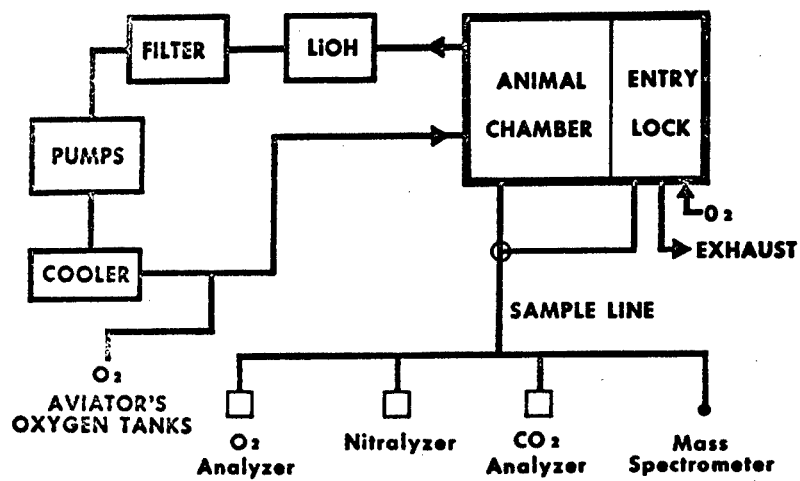 FILTER
LiOH
ANIMAL
CHAMBER
ENTRY
LOCK
PUMPS
O2
EXHAUST
COOLER
SAMPLE LINE
O2
AVIATOR'S
OXYGEN TANKS
O2
Analyzer
Nitralyzer
CO2
Analyzer
Mass
Spectrometer